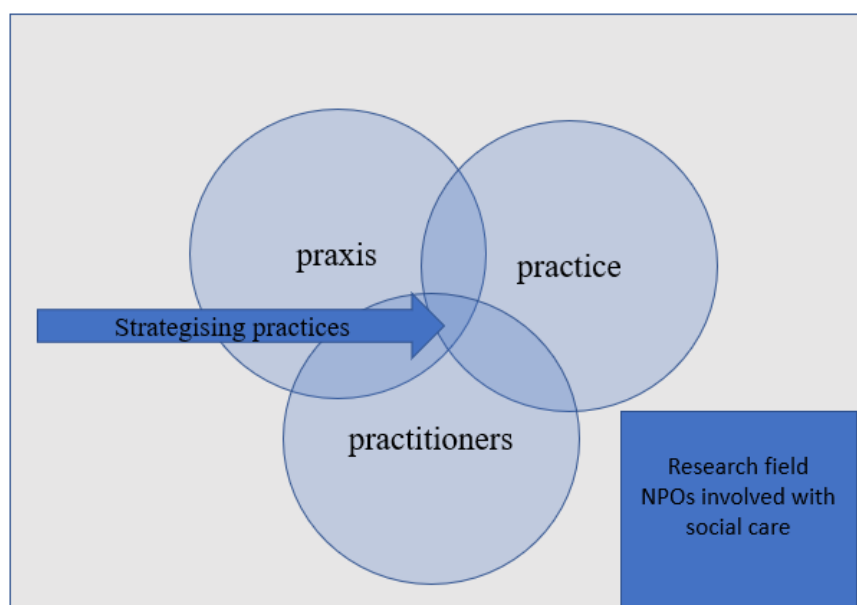 praxis
practice
Strategising practices
practitioners
Research field
NPOs involved with
social care